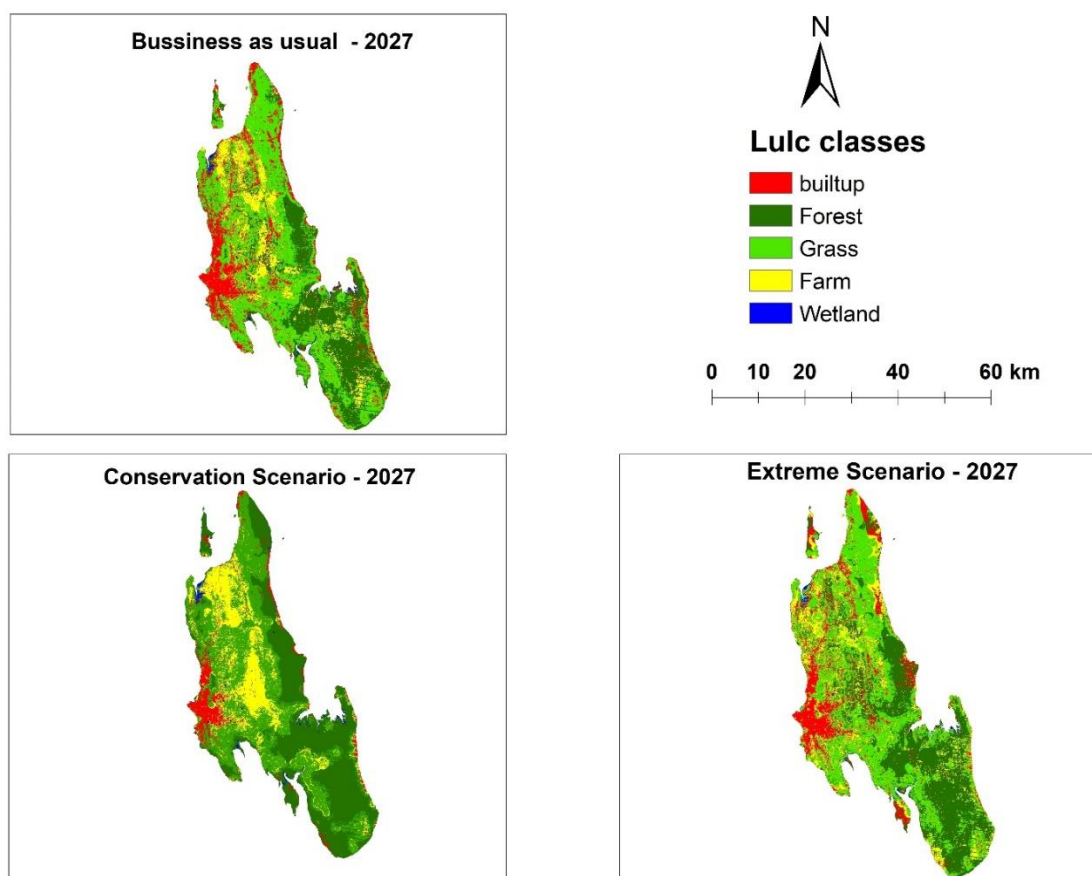 Bussiness as usual - 2027
N
Lulc classes
builtup
Forest
Grass
Farm
Wetland
0 10 20 40 60 km
Conservation Scenario - 2027
Extreme Scenario - 2027